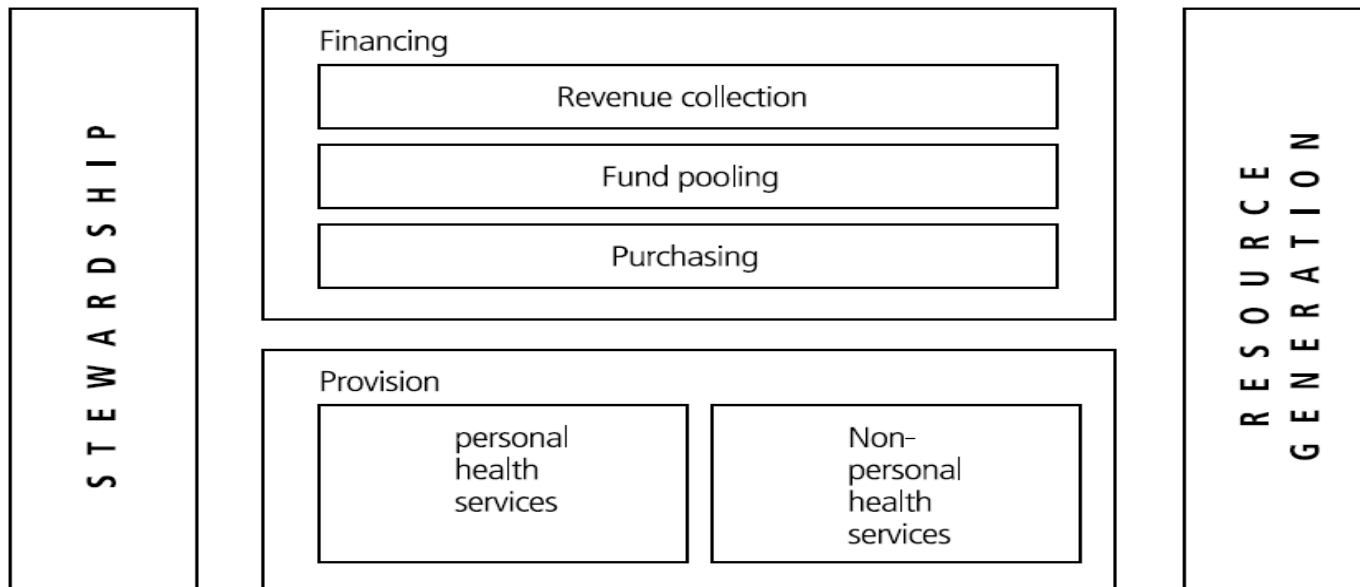 STEWARDSHIP
Financing
Revenue collection
Fund pooling
Purchasing
Provision
personal
health
services
Non-
personal
health
services
RESOURCE
GENERATION